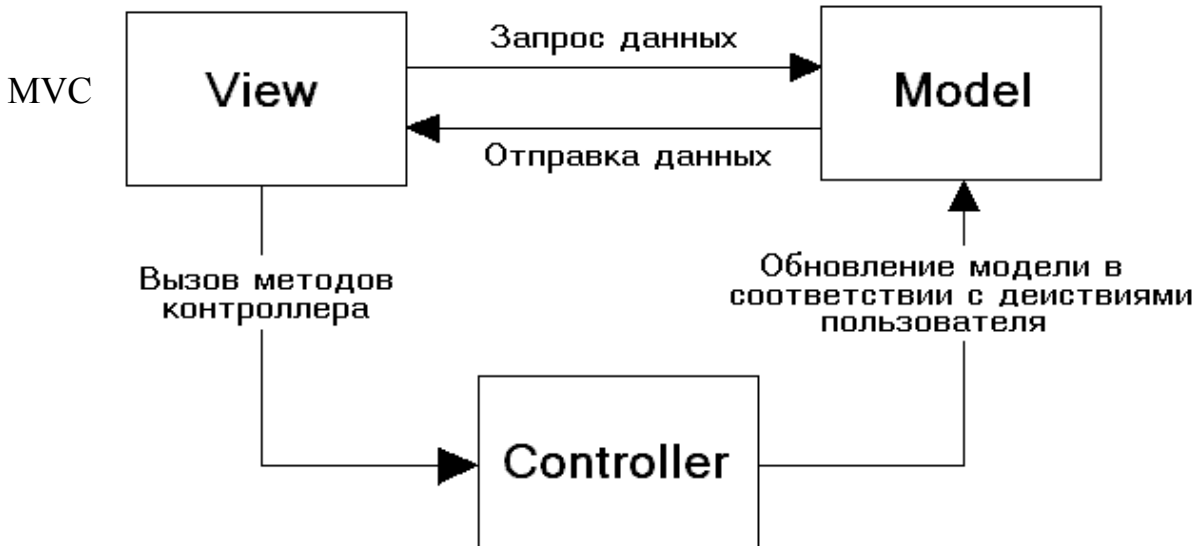 Запрос данных
MVC
View
Model
Отправка данных
Вызов методов
контроллера
Обновление модели в
соответствии с деиствиями
пользователя
Controller